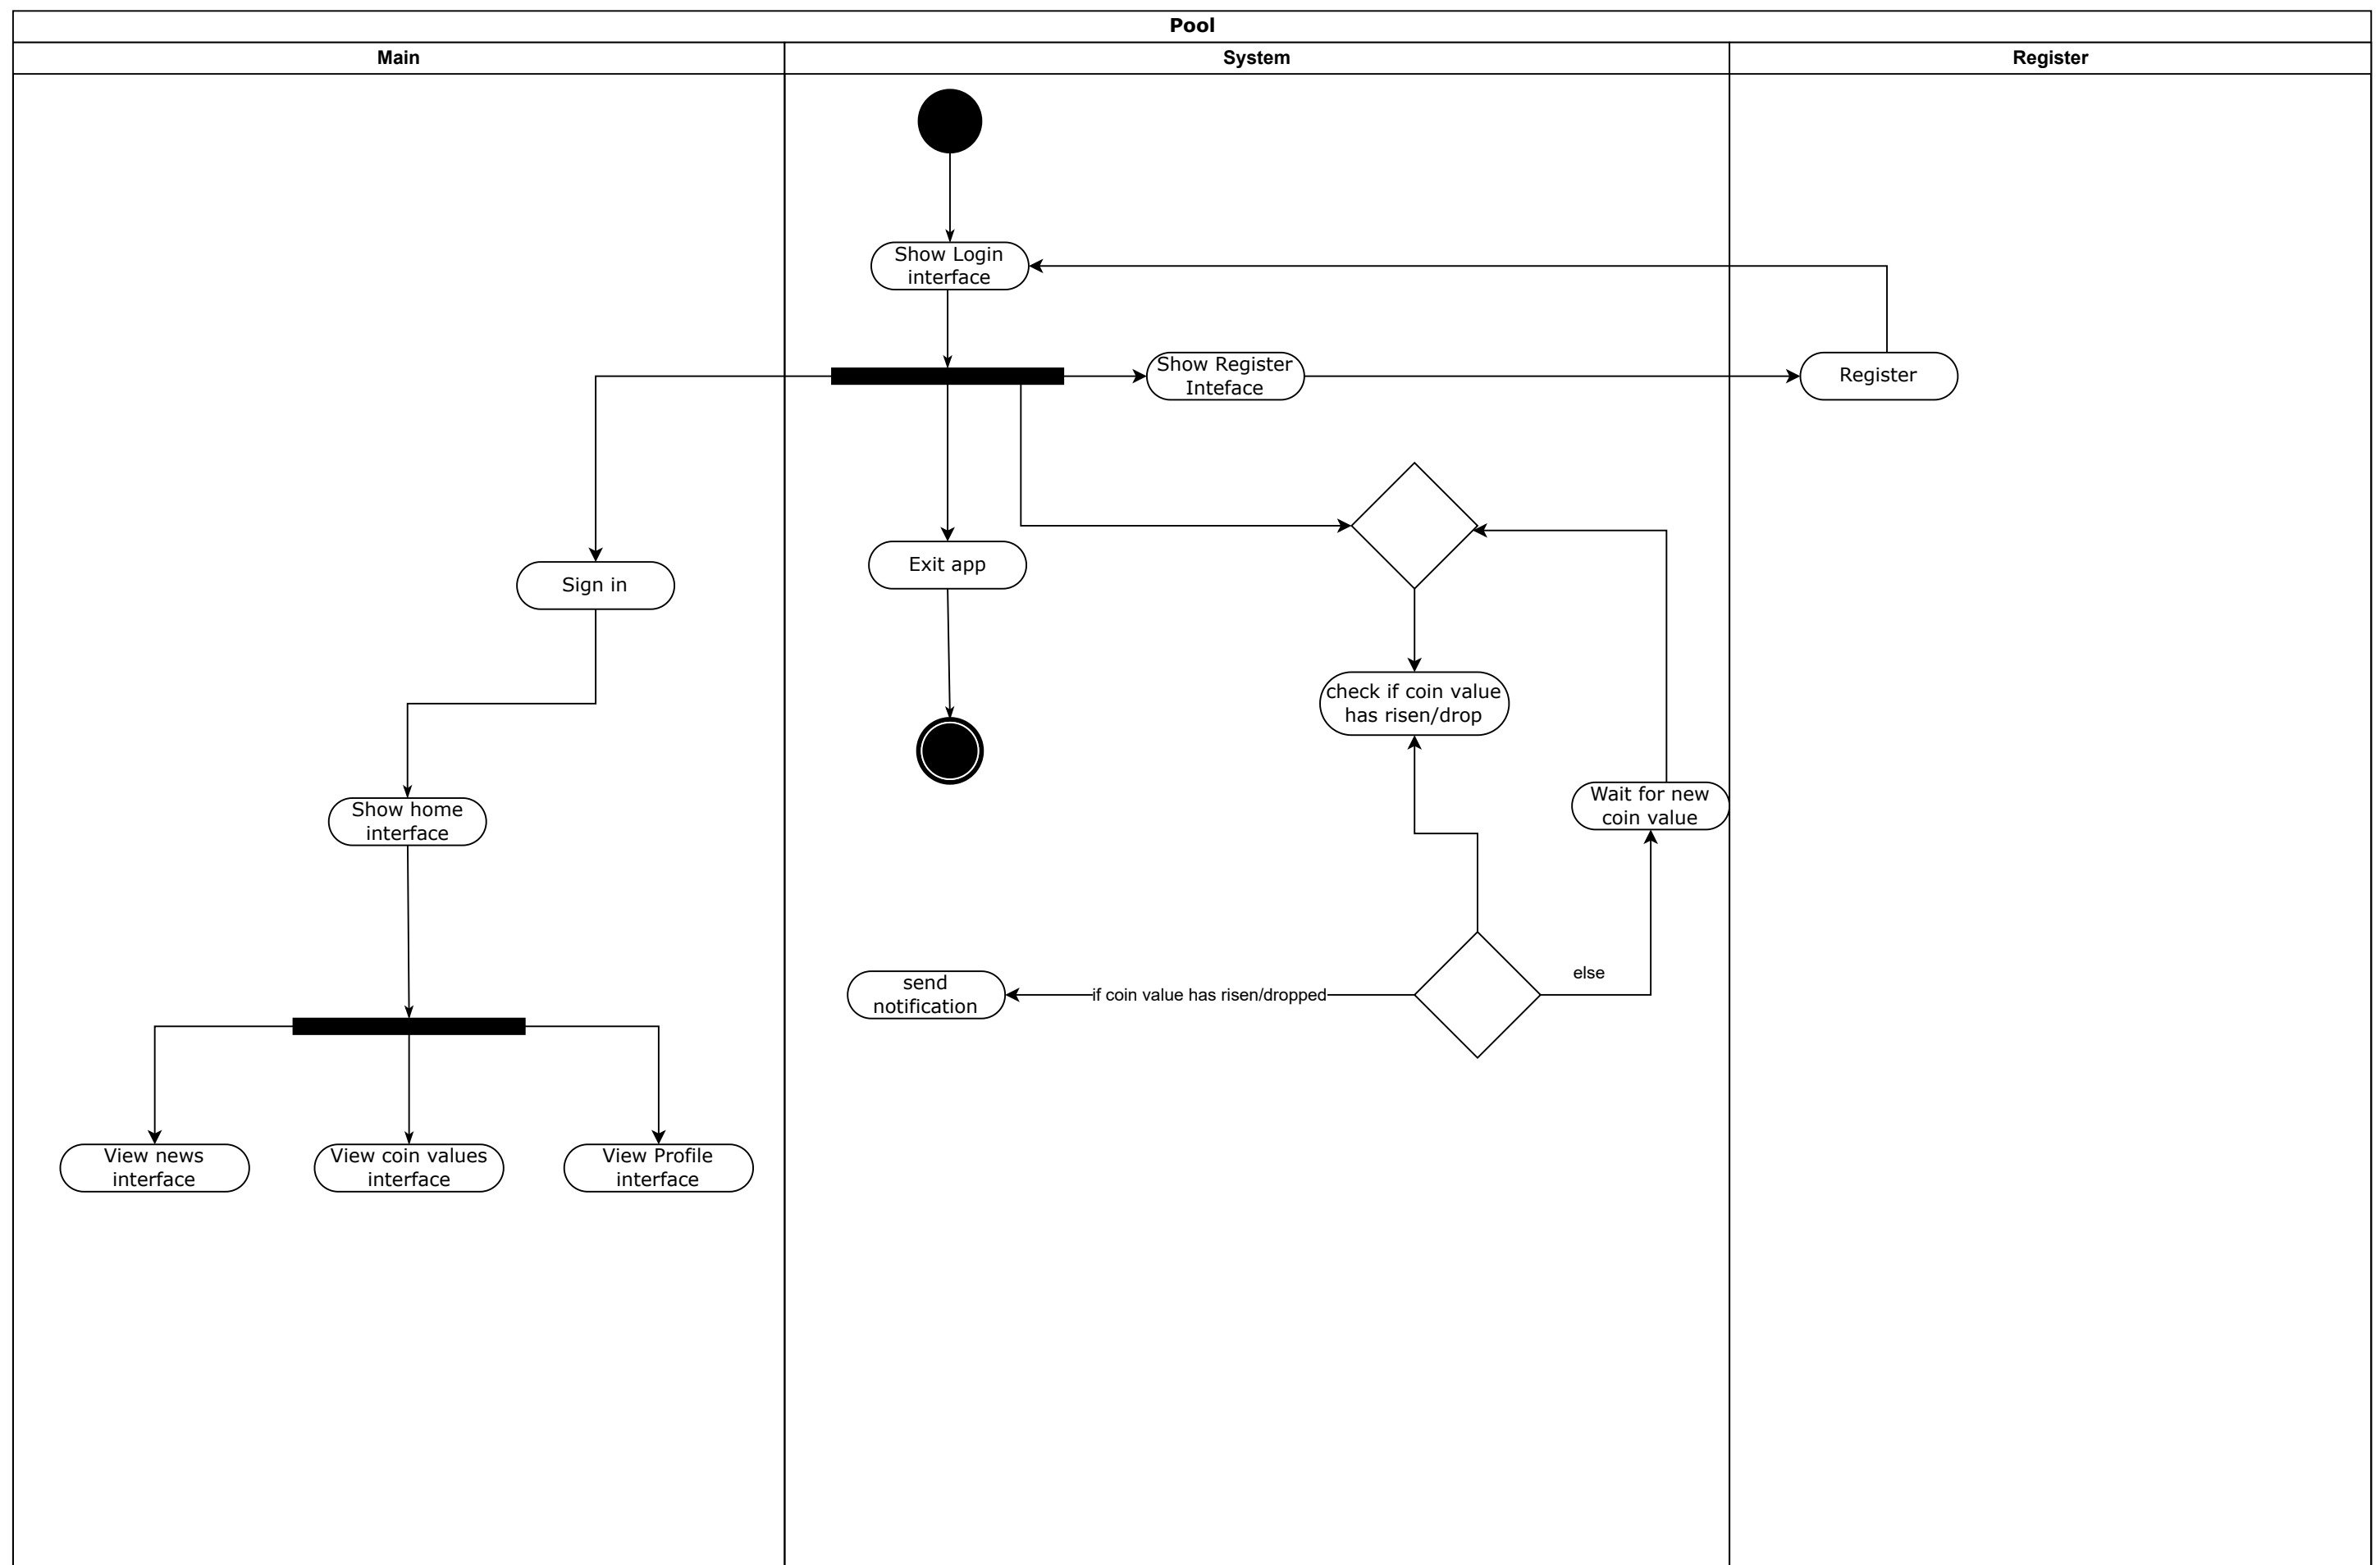 Pool
Main
System
Register
Show Login
interface
Show Register
Inteface
Register
Exit app
Sign in
check if coin value
has risen/drop
Wait for new
coin value
Show home
interface
else
send
notification
if coin value has risen/dropped
View news
interface
View coin values
interface
View Profile
interface